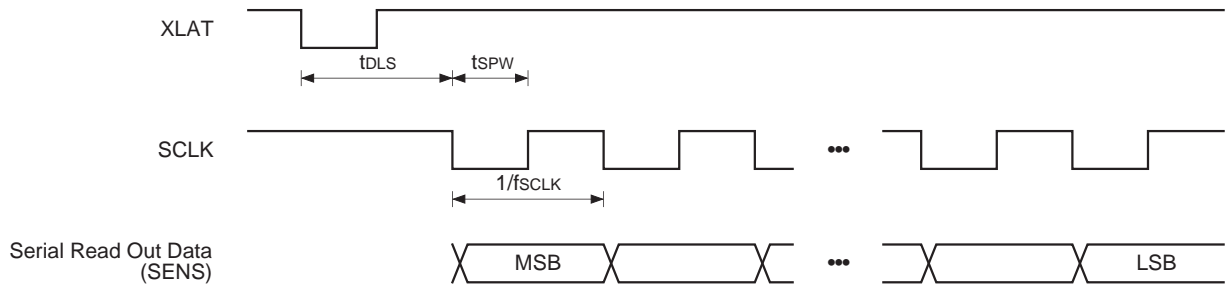 XLAT
tDLS
tSPW
SCLK
•••
1/fSCLK
Serial Read Out Data
(SENS)
MSB
•••
LSB